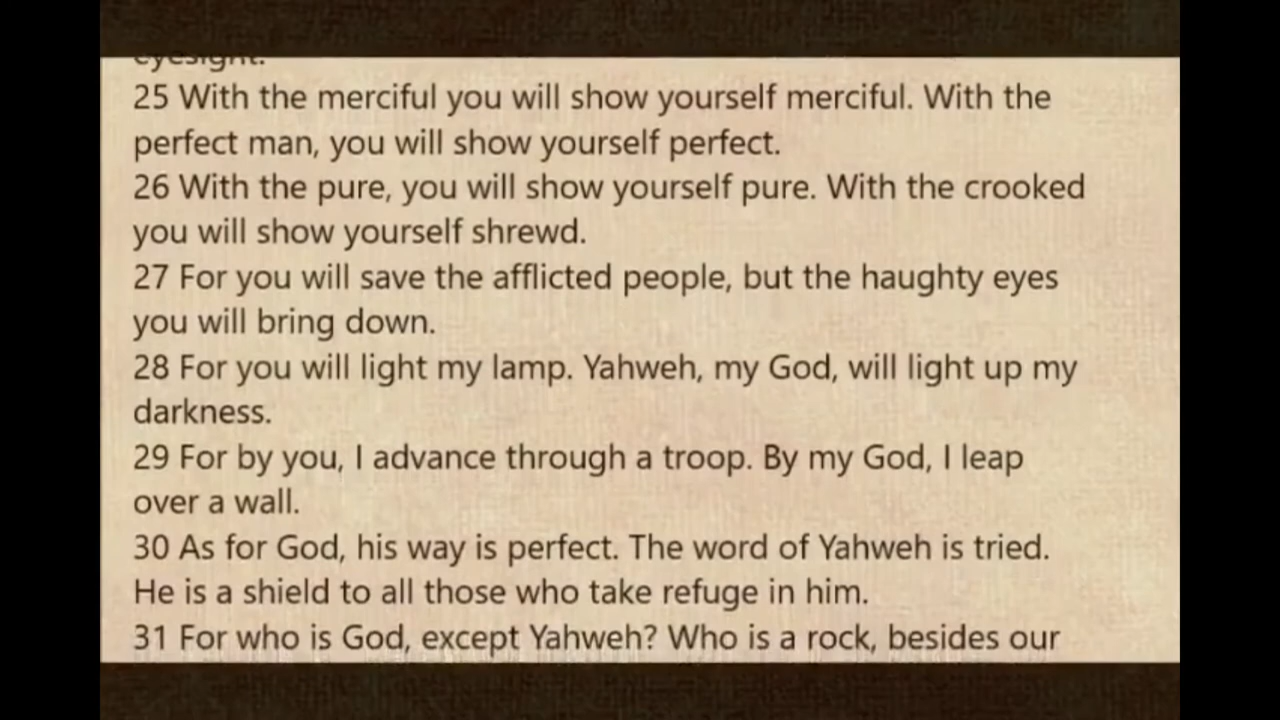 eyesight.
25 With the merciful you will show yourself merciful. With the
perfect man, you will show yourself perfect.
26 With the pure, you will show yourself pure. With the crooked
you will show yourself shrewd.
27 For you will save the afflicted people, but the haughty eyes
you will bring down.
28 For you will light my lamp. Yahweh, my God, will light up my
darkness.
29 For by you, I advance through a troop. By my God, I leap
over a wall.
30 As for God, his way is perfect. The word of Yahweh is tried.
He is a shield to all those who take refuge in him.
31 For who is God, except Yahweh? Who is a rock, besides our